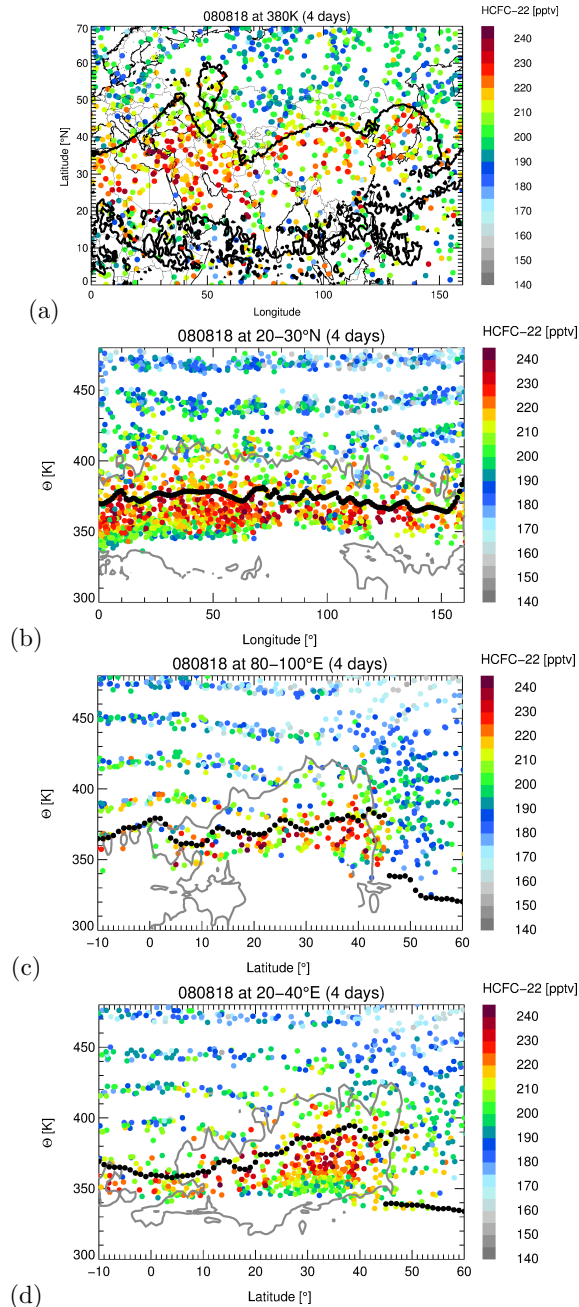 080818 at 380K (4 days)
HCFC-22 [pptv]
Latitude [°N]
70
60
50
40
30
20
10
0
0 50 100 150
Longitude
240
230
220
210
200
190
180
170
160
150
140
(a)
080818 at 20-30°N (4 days)
HCFC-22 [pptv]
Θ [K]
450
400
350
300
0 50 100 150
Longitude [°]
240
230
220
210
200
190
180
170
160
150
140
(b)
080818 at 80-100°E (4 days)
HCFC-22 [pptv]
Θ [K]
450
400
350
300
-10 0 10 20 30 40 50 60
Latitude [°]
240
230
220
210
200
190
180
170
160
150
140
(c)
080818 at 20-40°E (4 days)
HCFC-22 [pptv]
Θ [K]
450
400
350
300
-10 0 10 20 30 40 50 60
Latitude [°]
240
230
220
210
200
190
180
170
160
150
140
(d)